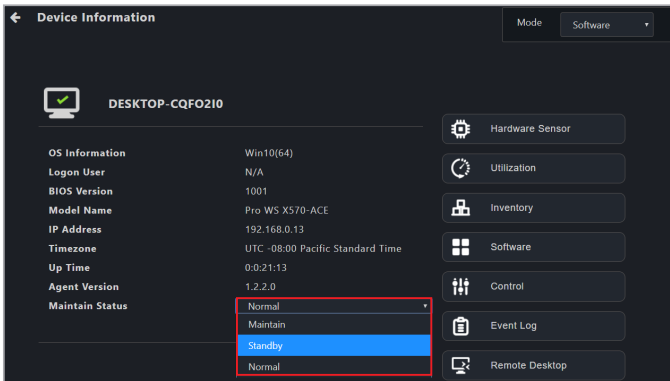 Device Information
Mode Software
DESKTOP-CQFO2I0
OS Information Win10(64)
Logon User N/A
BIOS Version 1001
Model Name Pro WS X570-ACE
IP Address 192.168.0.13
Timezone UTC -08:00 Pacific Standard Time
Up Time 0:0:21:13
Agent Version 1.2.2.0
Maintain Status Normal
Maintain
Standby
Normal
Hardware Sensor
Utilization
Inventory
Software
Control
Event Log
Remote Desktop